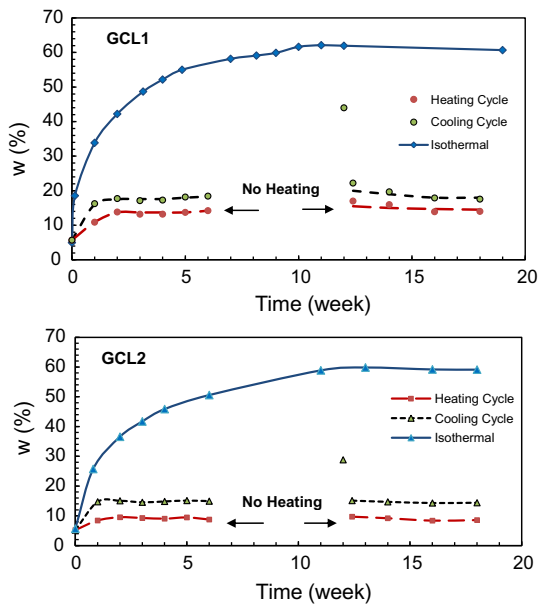 GCL1
70
60
50
40
30
20
10
0
w (%)
Heating Cycle
Cooling Cycle
Isothermal
No Heating
0 5 10 15 20
Time (week)
GCL2
70
60
50
40
30
20
10
0
w (%)
Heating Cycle
Cooling Cycle
Isothermal
No Heating
0 5 10 15 20
Time (week)